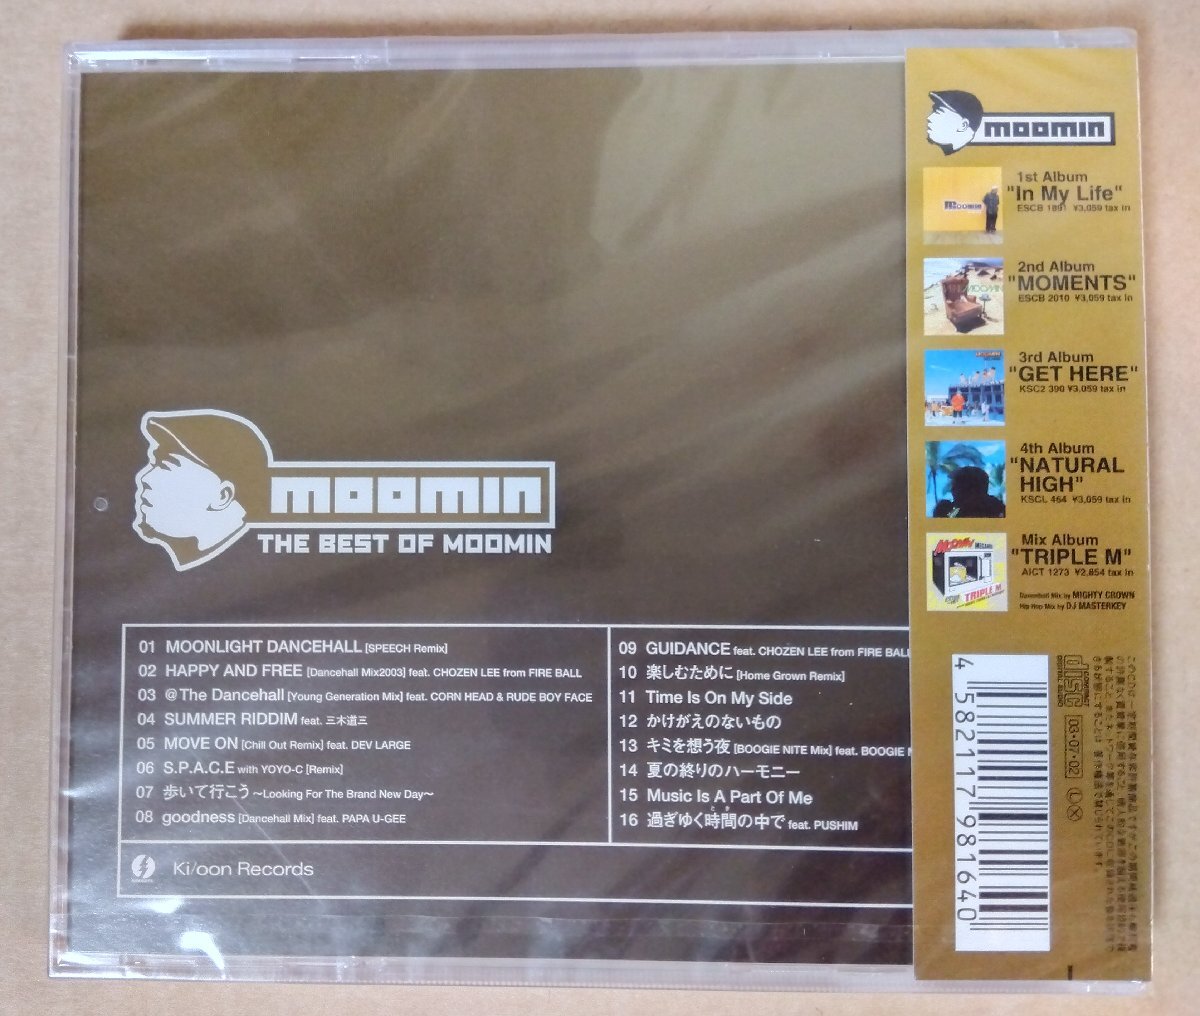 moomin
THE BEST OF MOOMIN
01 MOONLIGHT DANCEHALL [SPEECH Remix]
02 HAPPY AND FREE [Dancehall Mix2003] feat. CHOZEN LEE from FIRE BALL
03 @The Dancehall [Young Generation Mix] feat. CORN HEAD & RUDE BOY FACE
04 SUMMER RIDDIM feat. 三木道三
05 MOVE ON [Chill Out Remix] feat. DEV LARGE
06 S.P.A.C.E with YOYO-C [Remix]
07 歩いて行こう ～Looking For The Brand New Day～
08 goodness [Dancehall Mix] feat. PAPA U-GEE
09 GUIDANCE feat. CHOZEN LEE from FIRE BALL
10 楽しむために [Home Grown Remix]
11 Time Is On My Side
12 かけがえのないもの
13 キミを想う夜 [BOOGIE NITE Mix] feat. BOOGIE
14 夏の終りのハーモニー
15 Music Is A Part Of Me
16 過ぎゆく時間の中で feat. PUSHIM
とき
Ki/oon Records
moomin
1st Album
"In My Life"
ESCB 1891 ¥3,059 tax in
2nd Album
"MOMENTS"
ESCB 2010 ¥3,059 tax in
3rd Album
"GET HERE"
KSC2 390 ¥3,059 tax in
4th Album
"NATURAL
HIGH"
KSCL 464 ¥3,059 tax in
Mix Album
"TRIPLE M"
AICT 1273 ¥2,854 tax in
Dancehall Mix by MIGHTY CROWN
Hip Hop Mix by DJ MASTERKEY
TRIPLE M
COMPACT
disc
DIGITAL AUDIO
03・07・02
4 582117 981640